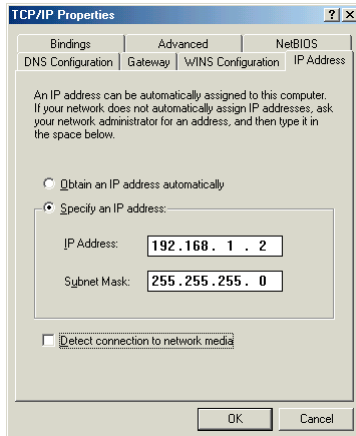 TCP/IP Properties
Bindings Advanced NetBIOS
DNS Configuration Gateway WINS Configuration IP Address
An IP address can be automatically assigned to this computer.
If your network does not automatically assign IP addresses, ask
your network administrator for an address, and then type it in
the space below.
Obtain an IP address automatically
Specify an IP address:
IP Address: 192.168. 1 . 2
Subnet Mask: 255.255.255. 0
Detect connection to network media
OK Cancel